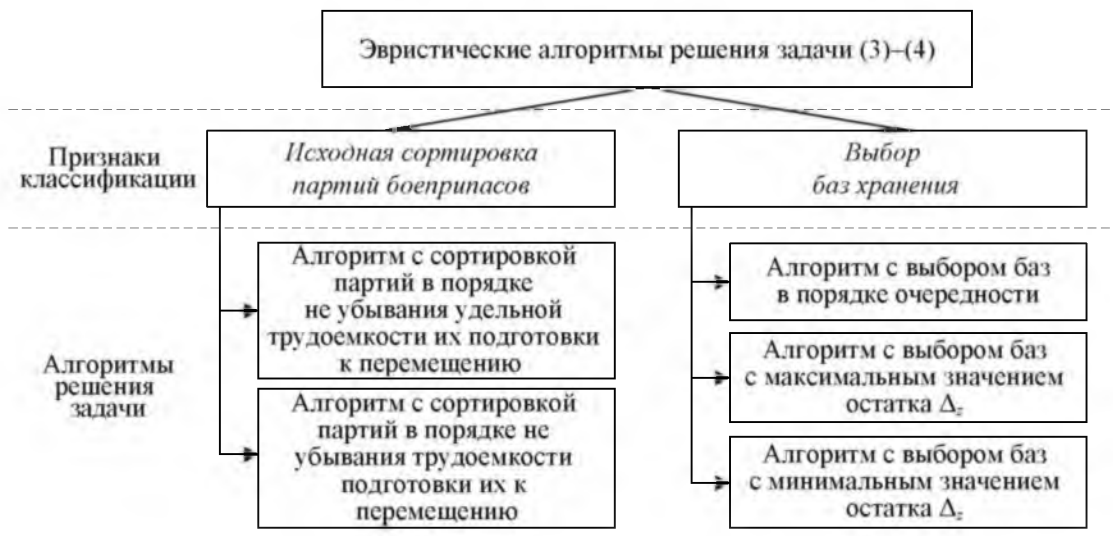 Эвристические алгоритмы решения задачи (3)–(4)
Признаки
классификации
Исходная сортировка
партий боеприпасов
Выбор
баз хранения
Алгоритмы
решения
задачи
Алгоритм с сортировкой
партий в порядке
не убывания удельной
трудоемкости их подготовки
к перемещению
Алгоритм с сортировкой
партий в порядке не
убывания трудоемкости
подготовки их к
перемещению
Алгоритм с выбором баз
в порядке очередности
Алгоритм с выбором баз
с максимальным значением
остатка Δz
Алгоритм с выбором баз
с минимальным значением
остатка Δz